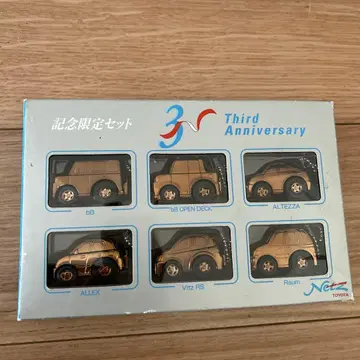 記念限定セット
3N
Third
Anniversary
bB
bB OPEN DECK
ALTEZZA
ALLEX
Vitz RS
Raum
Netz
TOYOTA